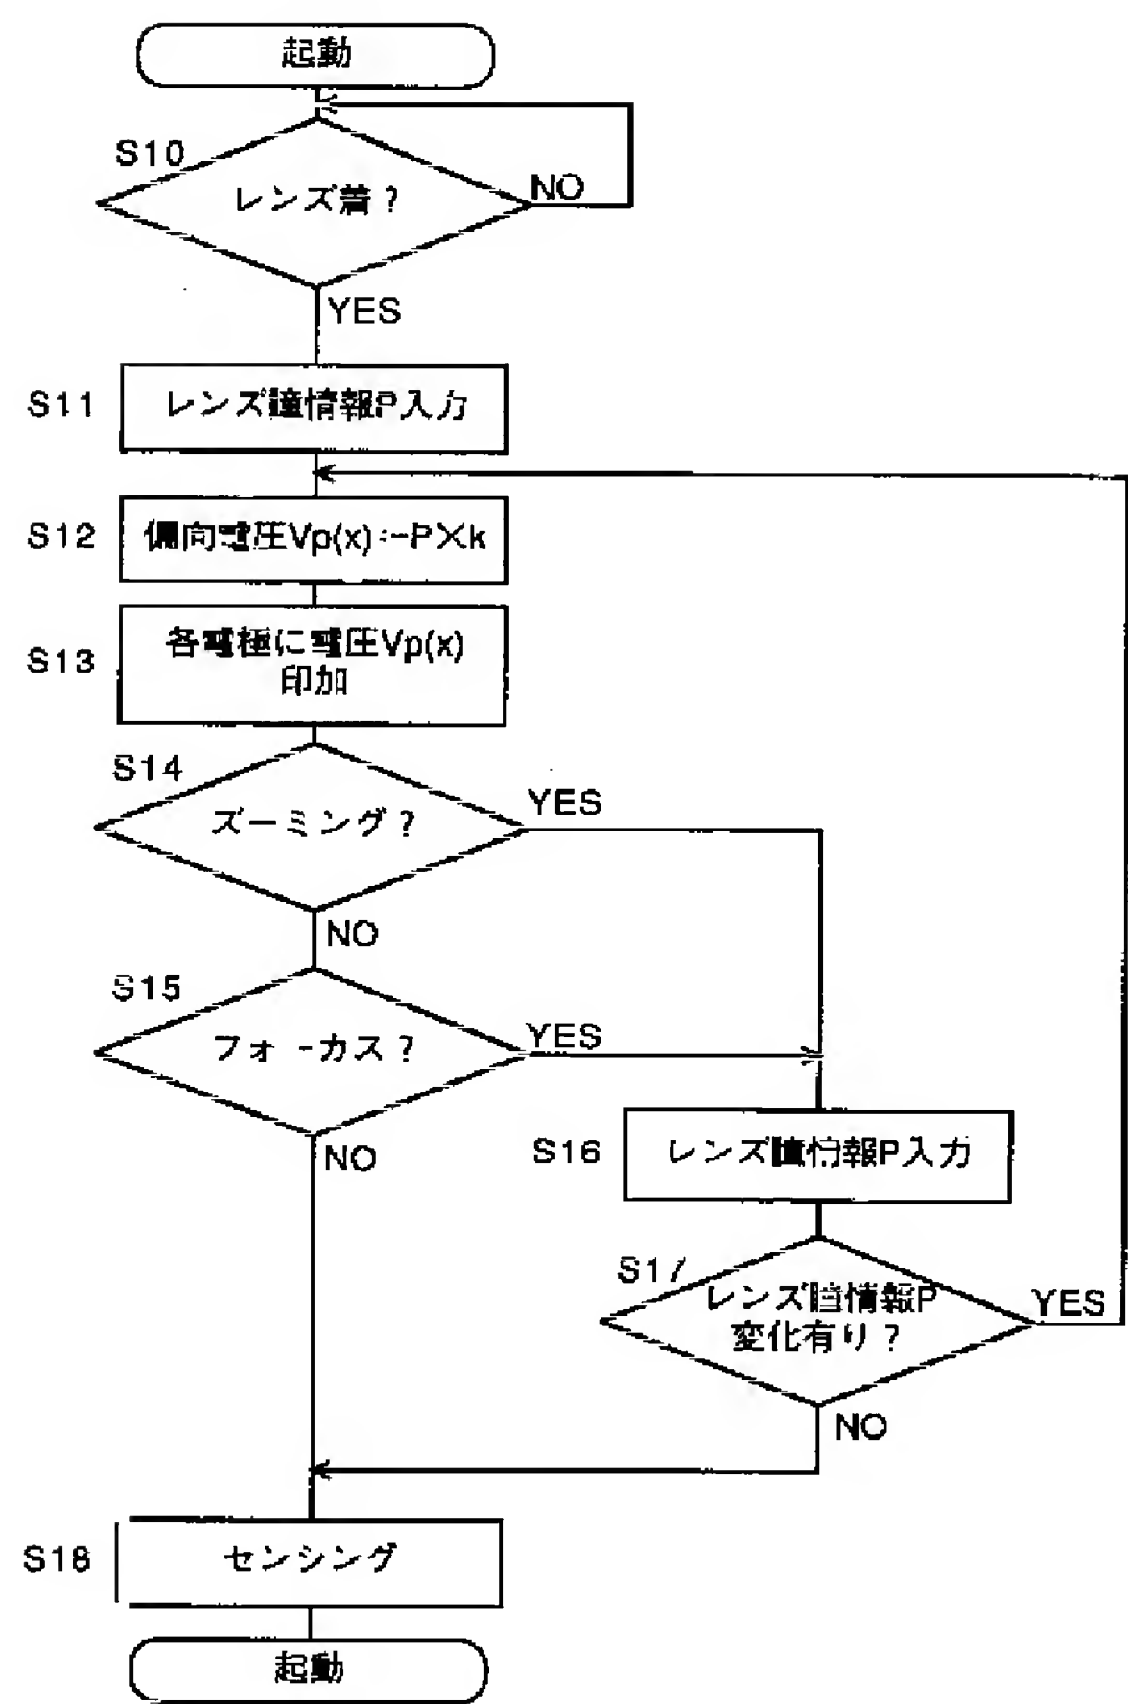 起動
S10
レンズ着?
NO
YES
S11
レンズ瞳情報P入力
S12
偏向電圧Vp(x)=P×k
S13
各電極に電圧Vp(x)
印加
S14
ズーミング?
YES
NO
S15
フォーカス?
YES
NO
S16
レンズ瞳情報P入力
S17
レンズ瞳情報P
変化有り?
YES
NO
S18
センシング
起動